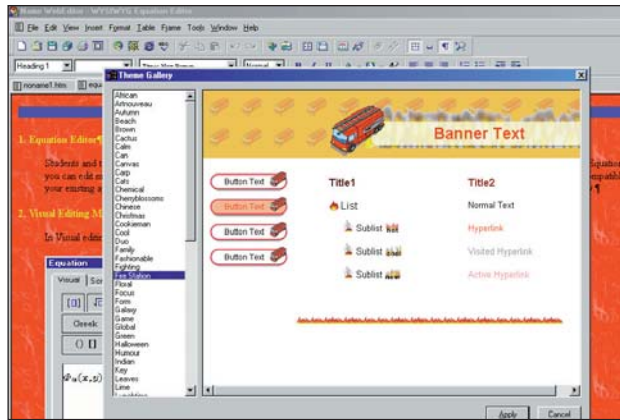 Namo WebEditor - WYSIWYG Equation Editor
File Edit View Insert Format Table Frame Tools Window Help
Heading 1
Normal
noname1.htm
Theme Gallery
African
Artnouveau
Autumn
Beach
Brown
Cactus
Calm
Can
Canvas
Carp
Cats
Chemical
Cherryblossoms
Chinese
Christmas
Cookieman
Cool
Duo
Family
Fashionable
Fighting
Fire Station
Floral
Focus
Form
Galaxy
Game
Global
Green
Halloween
Humour
Indian
Key
Leaves
Lime
Banner Text
Button Text
Button Text
Button Text
Button Text
Title1
Title2
List
Normal Text
Sublist
Hyperlink
Sublist
Visited Hyperlink
Sublist
Active Hyperlink
Apply
Cancel
1. Equation Editor¶
Students and
you can edit
your existing
2. Visual Editing
In Visual
Equation
Visual
Greek